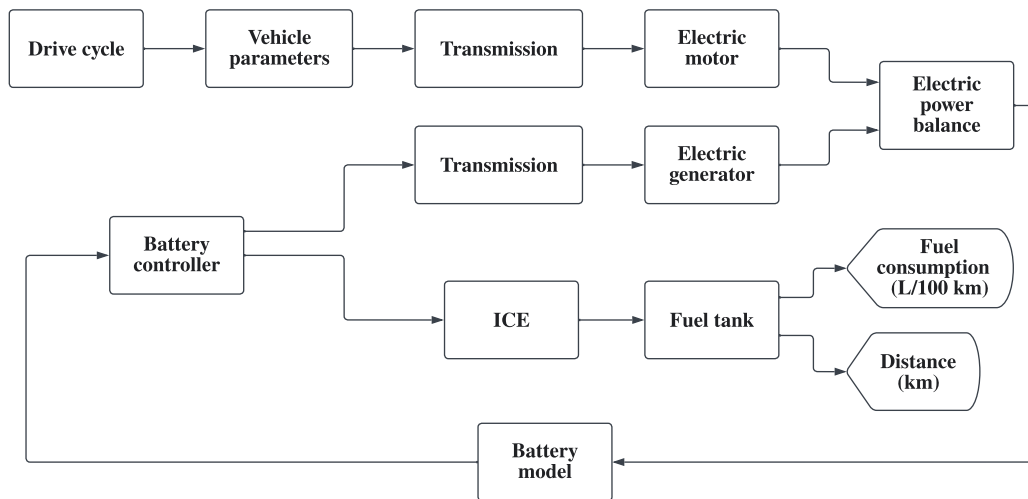 Drive cycle
Vehicle
parameters
Transmission
Electric
motor
Electric
power
balance
Transmission
Electric
generator
Battery
controller
Fuel
consumption
(L/100 km)
ICE
Fuel tank
Distance
(km)
Battery
model